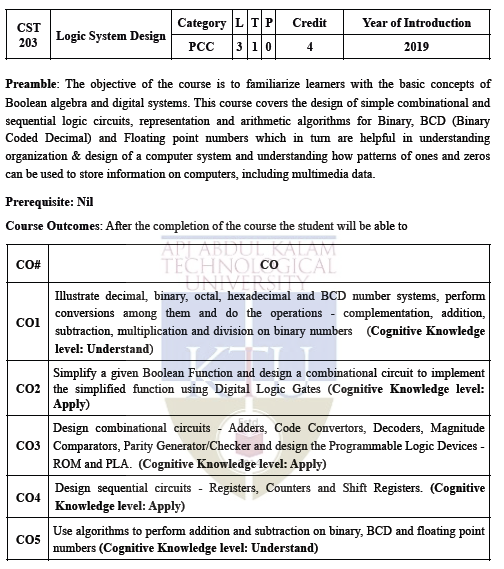 CST 203 Logic System Design Category L T P Credit Year of Introduction
PCC 3 1 0 4 2019
Preamble: The objective of the course is to familiarize learners with the basic concepts of
Boolean algebra and digital systems. This course covers the design of simple combinational and
sequential logic circuits, representation and arithmetic algorithms for Binary, BCD (Binary
Coded Decimal) and Floating point numbers which in turn are helpful in understanding
organization & design of a computer system and understanding how patterns of ones and zeros
can be used to store information on computers, including multimedia data.
Prerequisite: Nil
Course Outcomes: After the completion of the course the student will be able to
API ABDUL KALAM
TECHNOLOGICAL
UNIVERSITY
CO# CO
CO1 Illustrate decimal, binary, octal, hexadecimal and BCD number systems, perform
conversions among them and do the operations - complementation, addition,
subtraction, multiplication and division on binary numbers (Cognitive Knowledge
level: Understand)
KTU
CO2 Simplify a given Boolean Function and design a combinational circuit to implement
the simplified function using Digital Logic Gates (Cognitive Knowledge level:
Apply)
CO3 Design combinational circuits - Adders, Code Convertors, Decoders, Magnitude
Comparators, Parity Generator/Checker and design the Programmable Logic Devices -
ROM and PLA. (Cognitive Knowledge level: Apply)
CO4 Design sequential circuits - Registers, Counters and Shift Registers. (Cognitive
Knowledge level: Apply)
CO5 Use algorithms to perform addition and subtraction on binary, BCD and floating point
numbers (Cognitive Knowledge level: Understand)